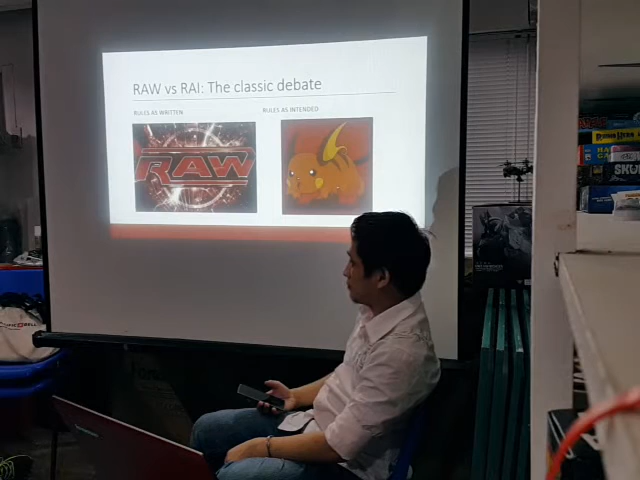 RAW vs RAI: The classic debate
RULES AS WRITTEN
RULES AS INTENDED
RAW